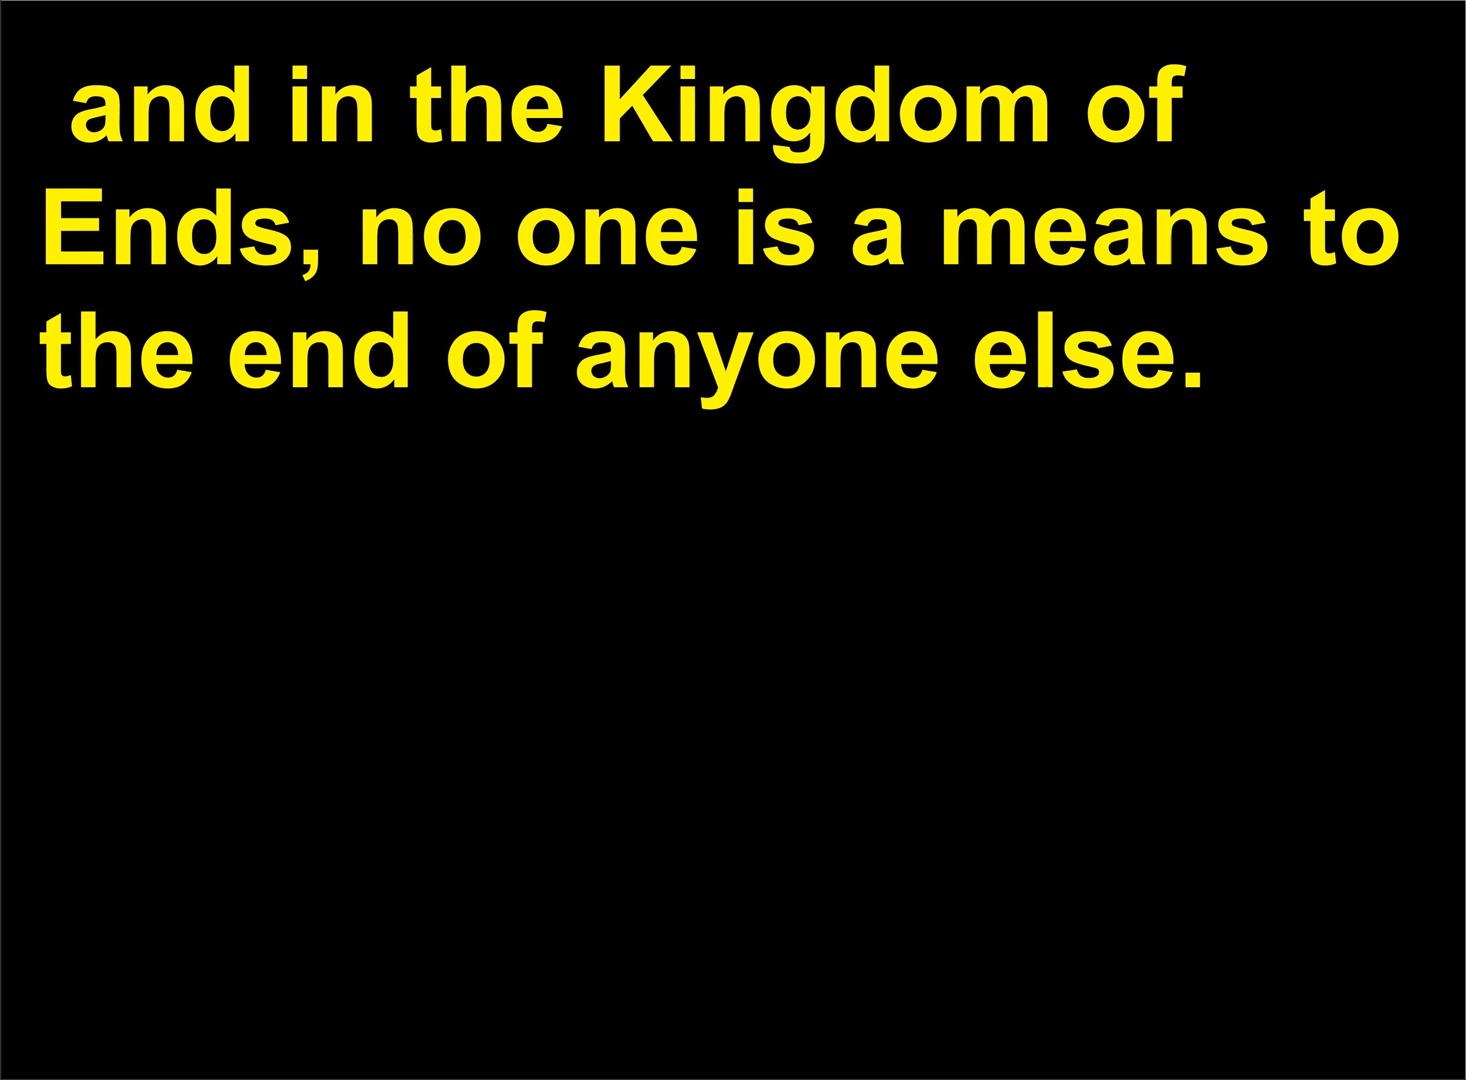 and in the Kingdom of
Ends, no one is a means to
the end of anyone else.